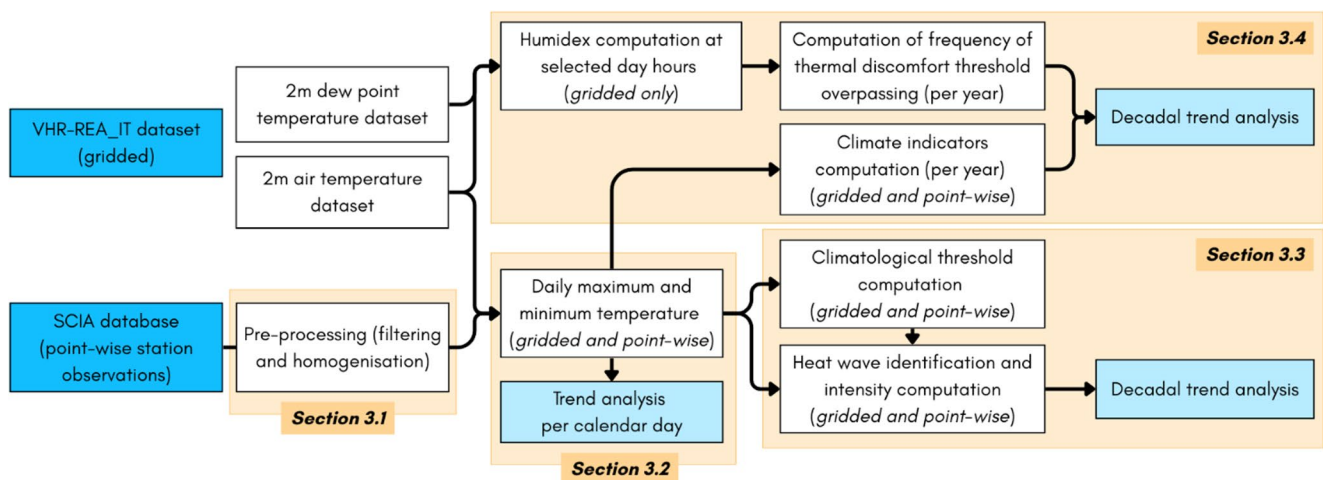 VHR-REA_IT dataset
(gridded)
2m dew point
temperature dataset
2m air temperature
dataset
SCIA database
(point-wise station
observations)
Pre-processing (filtering
and homogenisation)
Section 3.1
Humidex computation at
selected day hours
(gridded only)
Computation of frequency of
thermal discomfort threshold
overpassing (per year)
Section 3.4
Climate indicators
computation (per year)
(gridded and point-wise)
Decadal trend analysis
Daily maximum and
minimum temperature
(gridded and point-wise)
Trend analysis
per calendar day
Section 3.2
Climatological threshold
computation
(gridded and point-wise)
Section 3.3
Heat wave identification and
intensity computation
(gridded and point-wise)
Decadal trend analysis